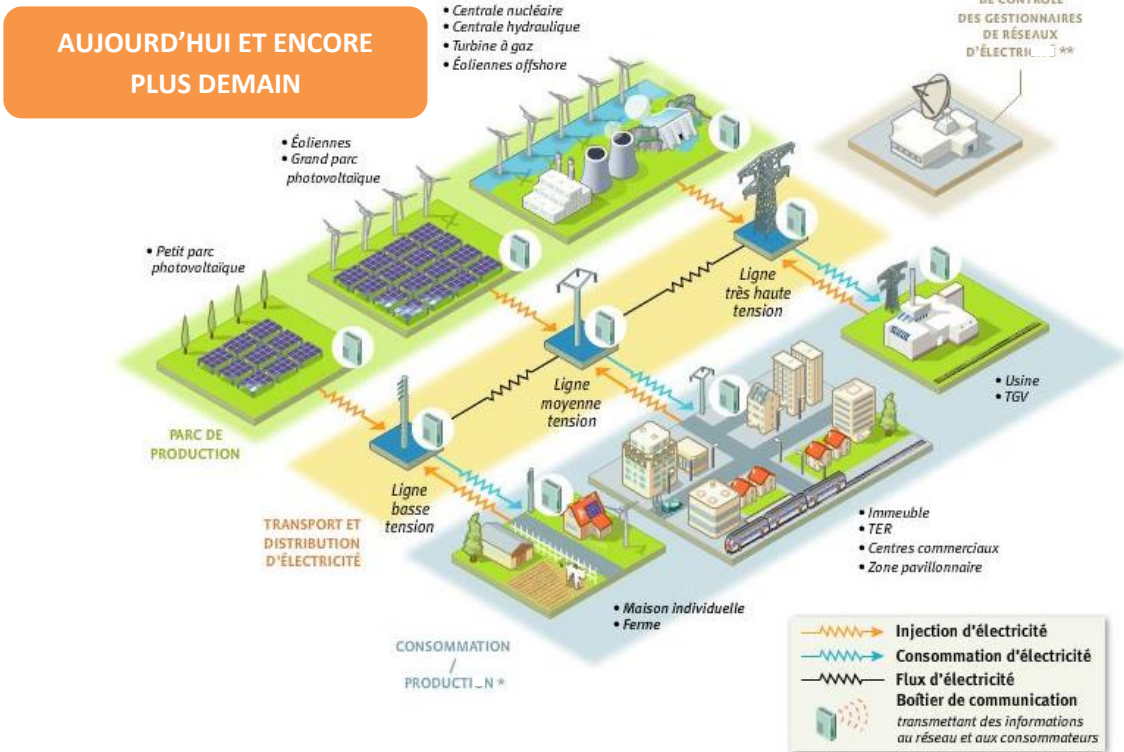 AUJOURD'HUI ET ENCORE
PLUS DEMAIN
• Centrale nucléaire
• Centrale hydraulique
• Turbine à gaz
• Éoliennes offshore
DE CONTRÔLE
DES GESTIONNAIRES
DE RÉSEAUX
**
• Éoliennes
• Grand parc
photovoltaïque
• Petit parc
photovoltaïque
Ligne
très haute
tension
• Usine
• TGV
Ligne
moyenne
tension
PARC DE
PRODUCTION
Ligne
basse
tension
TRANSPORT ET
DISTRIBUTION
D'ÉLECTRICITÉ
• Immeuble
• TER
• Centres commerciaux
• Zone pavillonnaire
• Maison individuelle
• Ferme
CONSOMMATION
/
*
Injection d'électricité
Consommation d'électricité
Flux d'électricité
Boîtier de communication
transmettant des informations
au réseau et aux consommateurs